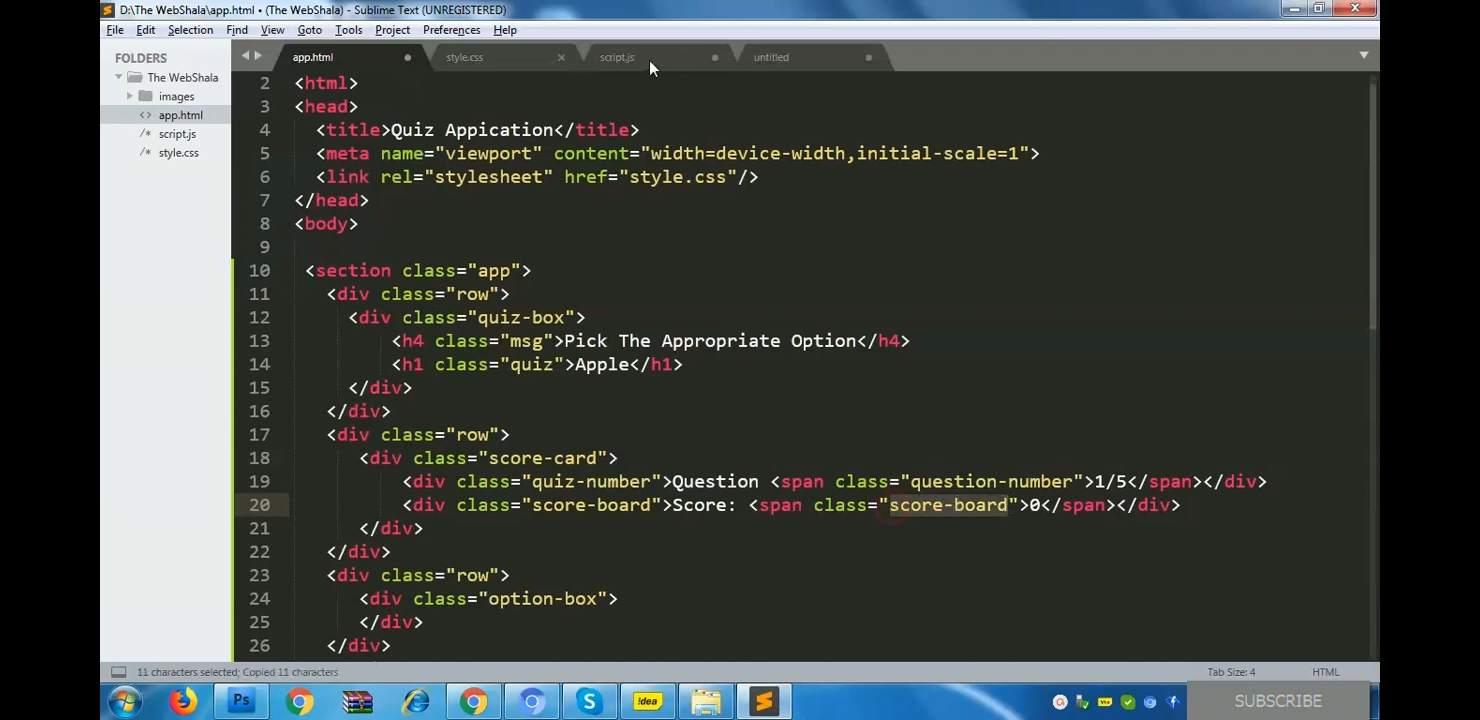 D:\The WebShala\app.html • (The WebShala) - Sublime Text (UNREGISTERED)
File Edit Selection Find View Goto Tools Project Preferences Help
FOLDERS
The WebShala
images
app.html
script.js
style.css
app.html style.css script.js untitled
2 <html>
3 <head>
4 <title>Quiz Appication</title>
5 <meta name="viewport" content="width=device-width,initial-scale=1">
6 <link rel="stylesheet" href="style.css"/>
7 </head>
8 <body>
9
10 <section class="app">
11 <div class="row">
12 <div class="quiz-box">
13 <h4 class="msg">Pick The Appropriate Option</h4>
14 <h1 class="quiz">Apple</h1>
15 </div>
16 </div>
17 <div class="row">
18 <div class="score-card">
19 <div class="quiz-number">Question <span class="question-number">1/5</span></div>
20 <div class="score-board">Score: <span class="score-board">0</span></div>
21 </div>
22 </div>
23 <div class="row">
24 <div class="option-box">
25 </div>
26 </div>
11 characters selected; Copied 11 characters
Tab Size: 4 HTML
Ps !dea
SUBSCRIBE